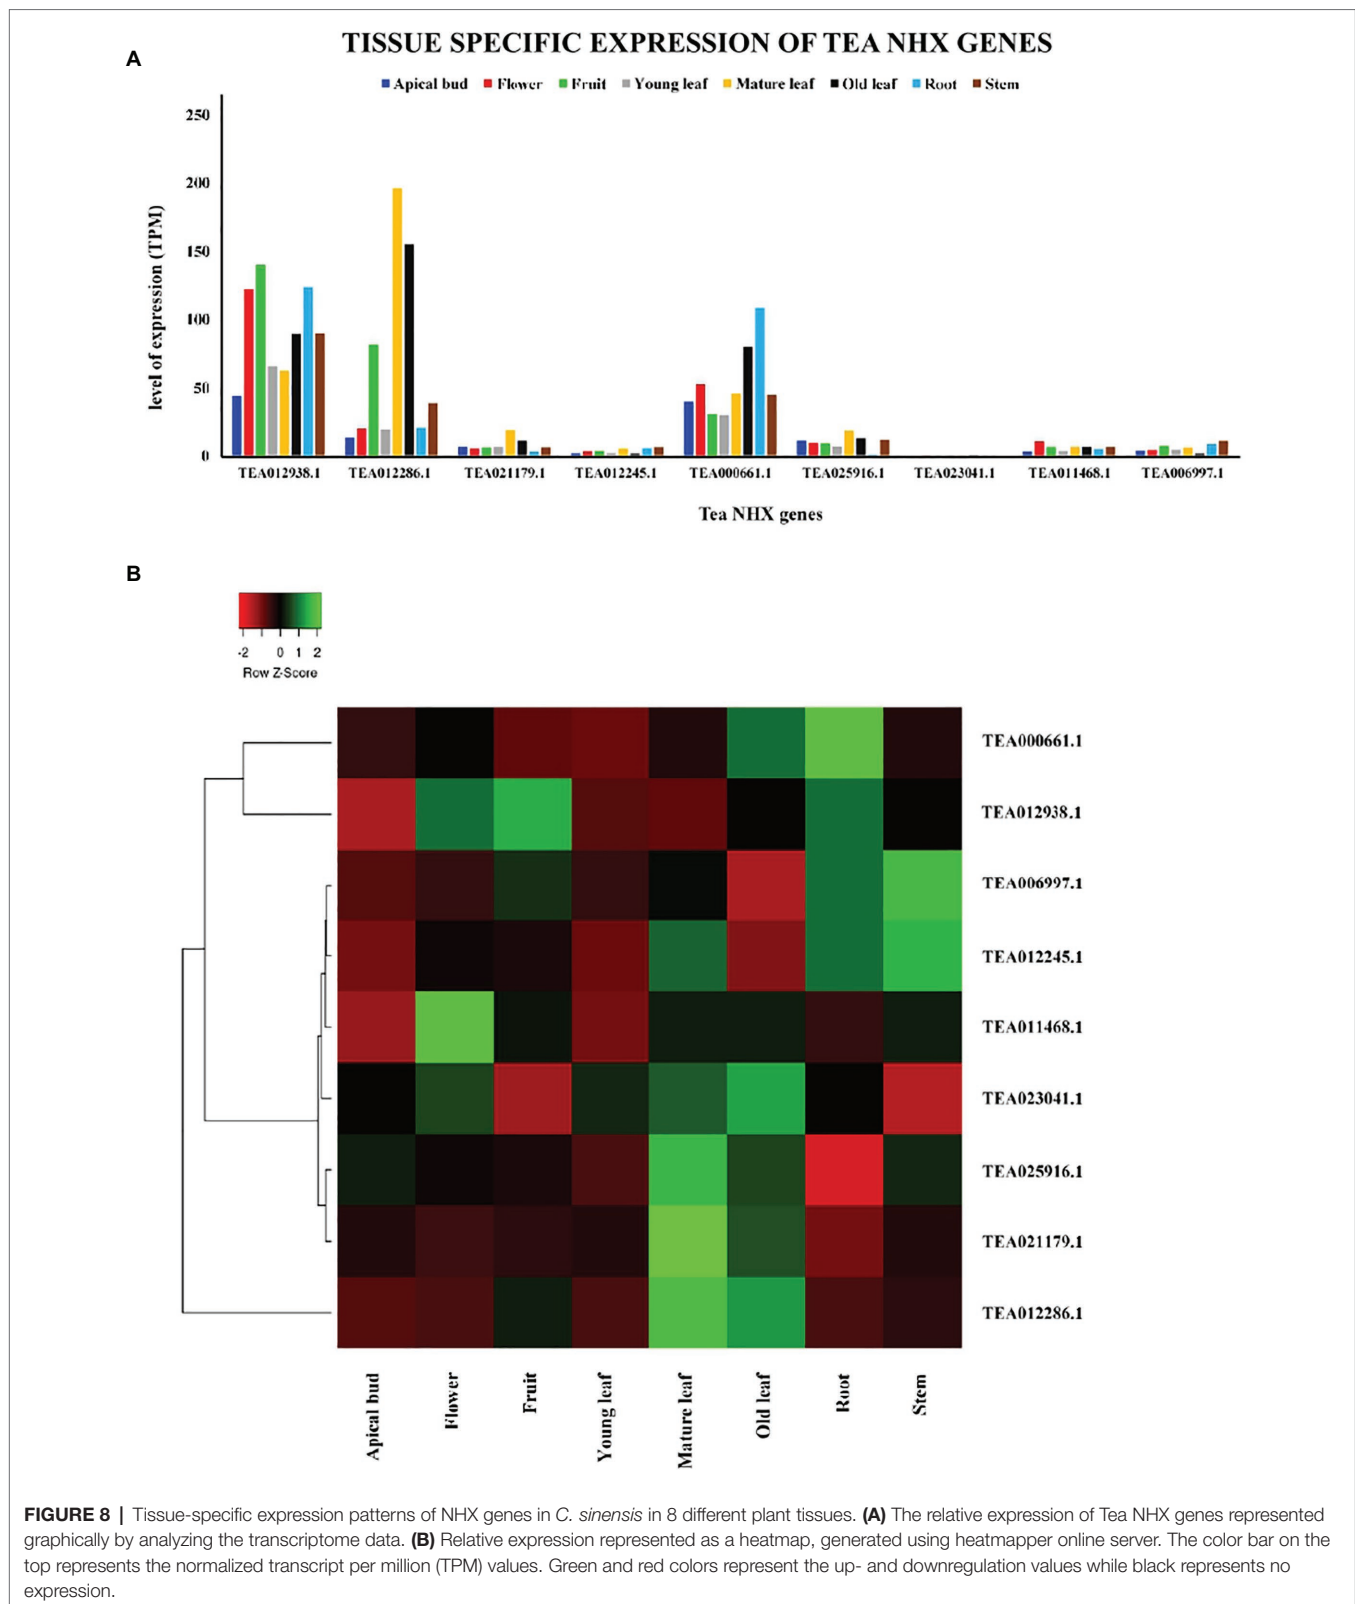 A
TISSUE SPECIFIC EXPRESSION OF TEA NHX GENES
Apical bud Flower Fruit Young leaf Mature leaf Old leaf Root Stem
250
200
150
100
50
0
level of expression (TPM)
TEA012938.1 TEA012286.1 TEA021179.1 TEA012245.1 TEA000661.1 TEA025916.1 TEA023041.1 TEA011468.1 TEA006997.1
Tea NHX genes
B
-2 0 1 2
Row Z-Score
TEA000661.1
TEA012938.1
TEA006997.1
TEA012245.1
TEA011468.1
TEA023041.1
TEA025916.1
TEA021179.1
TEA012286.1
Apical bud
Flower
Fruit
Young leaf
Mature leaf
Old leaf
Root
Stem
FIGURE 8 | Tissue-specific expression patterns of NHX genes in C. sinensis in 8 different plant tissues. (A) The relative expression of Tea NHX genes represented
graphically by analyzing the transcriptome data. (B) Relative expression represented as a heatmap, generated using heatmapper online server. The color bar on the
top represents the normalized transcript per million (TPM) values. Green and red colors represent the up- and downregulation values while black represents no
expression.